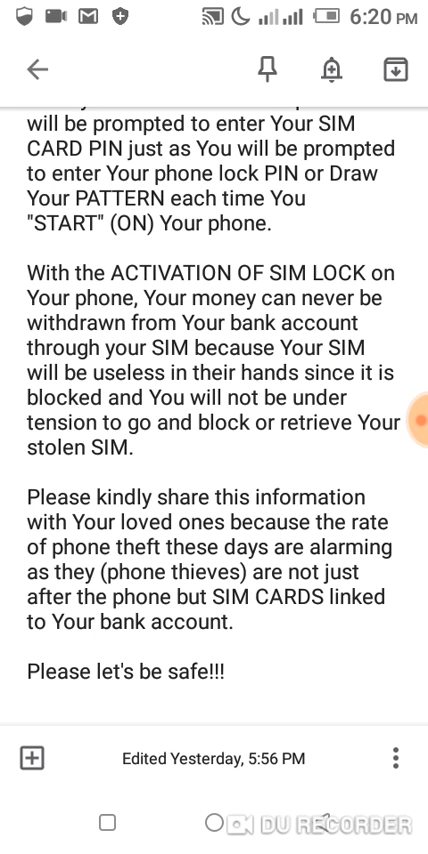 6:20 PM
will be prompted to enter Your SIM
CARD PIN just as You will be prompted
to enter Your phone lock PIN or Draw
Your PATTERN each time You
"START" (ON) Your phone.
With the ACTIVATION OF SIM LOCK on
Your phone, Your money can never be
withdrawn from Your bank account
through your SIM because Your SIM
will be useless in their hands since it is
blocked and You will not be under
tension to go and block or retrieve Your
stolen SIM.
Please kindly share this information
with Your loved ones because the rate
of phone theft these days are alarming
as they (phone thieves) are not just
after the phone but SIM CARDS linked
to Your bank account.
Please let's be safe!!!
Edited Yesterday, 5:56 PM
DU RECORDER